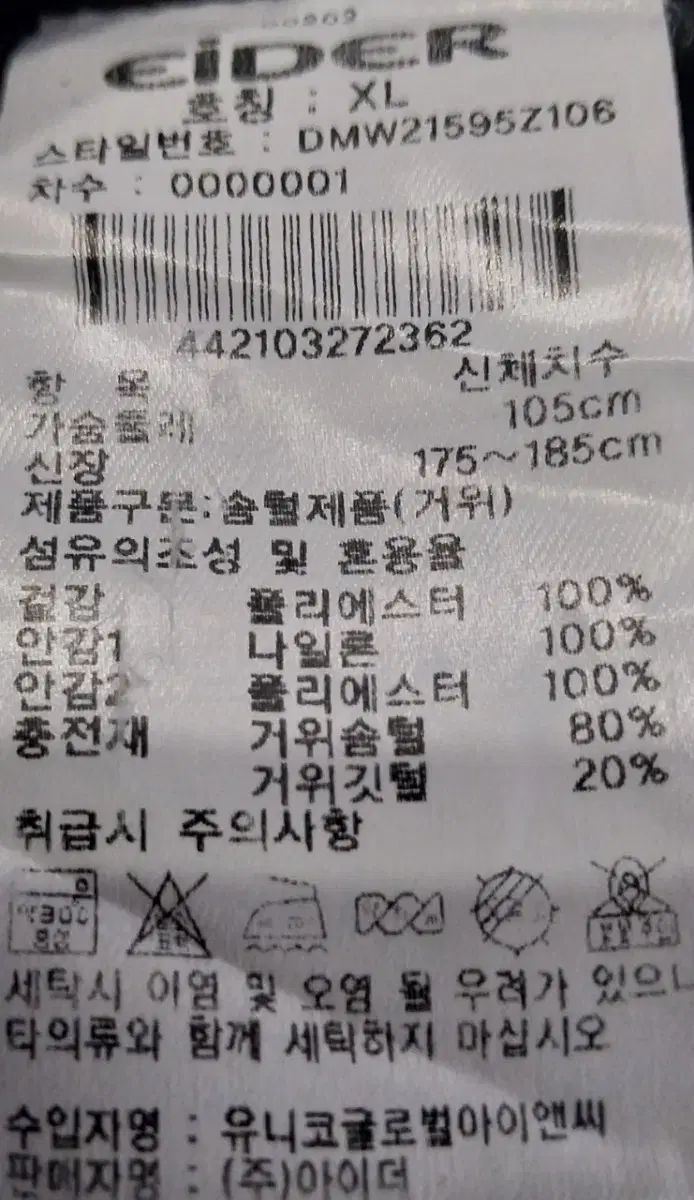 EIDER
호칭 : XL
스타일번호 : DMW21595Z106
차수 : 0000001
442103272362
항 목 신체치수
가슴둘레 105cm
신장 175~185cm
제품구분:솜털제품(거위)
섬유의조성 및 혼용율
겉감 폴리에스터 100%
안감1 나일론 100%
안감2 폴리에스터 100%
충전재 거위솜털 80%
거위깃털 20%
취급시 주의사항
약30℃
중성
세탁시 이염 및 오염 될 우려가 있으니
타의류와 함께 세탁하지 마십시오
수입자명 : 유니코글로벌아이앤씨
판매자명 : (주)아이더